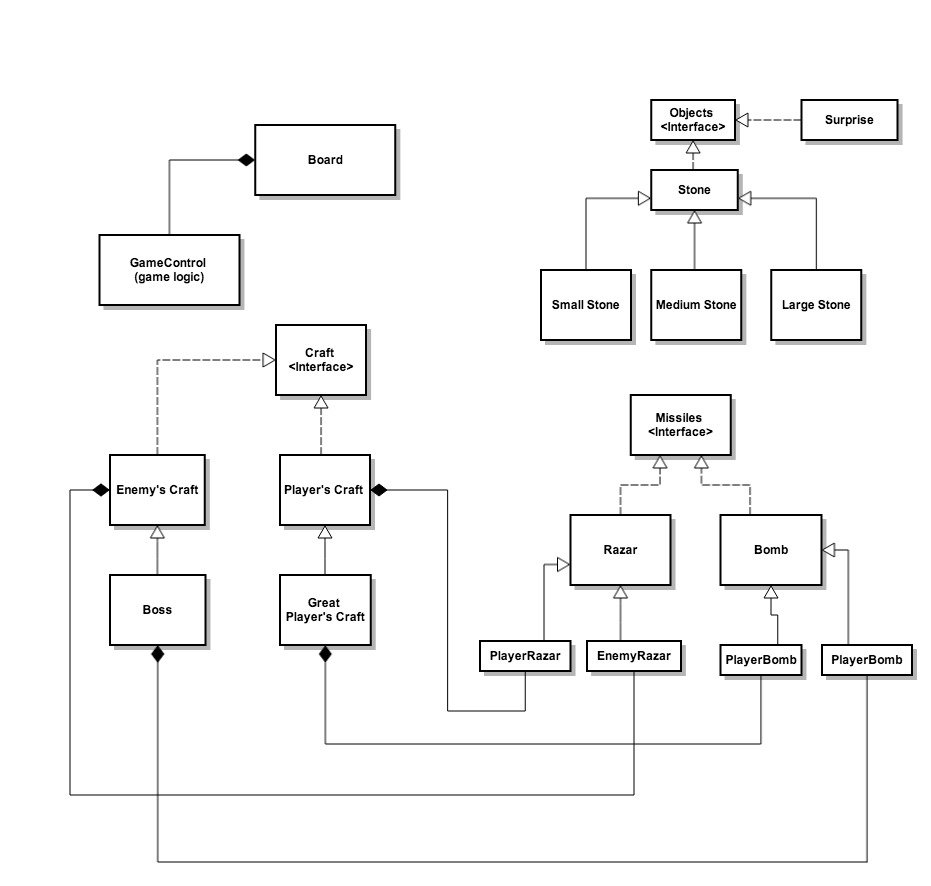 Objects
<Interface>
Surprise
Board
Stone
GameControl
(game logic)
Small Stone
Medium Stone
Large Stone
Craft
<Interface>
Missiles
<Interface>
Enemy's Craft
Player's Craft
Razar
Bomb
Boss
Great
Player's Craft
PlayerRazar
EnemyRazar
PlayerBomb
PlayerBomb